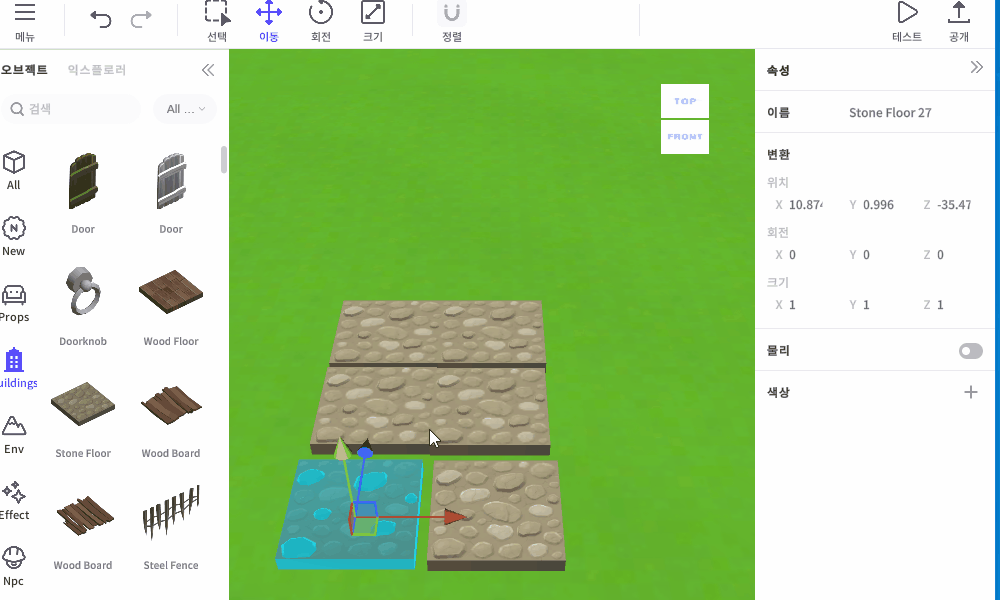 메뉴
선택
이동
회전
크기
정렬
테스트
공개
오브젝트
익스플로러
검색
All ...
All
New
Props
uildings
Env
Effect
Npc
Door
Door
Doorknob
Wood Floor
Stone Floor
Wood Board
Wood Board
Steel Fence
TOP
FRONT
속성
이름
Stone Floor 27
변환
위치
X 10.874 Y 0.996 Z -35.47
회전
X 0 Y 0 Z 0
크기
X 1 Y 1 Z 1
물리
색상